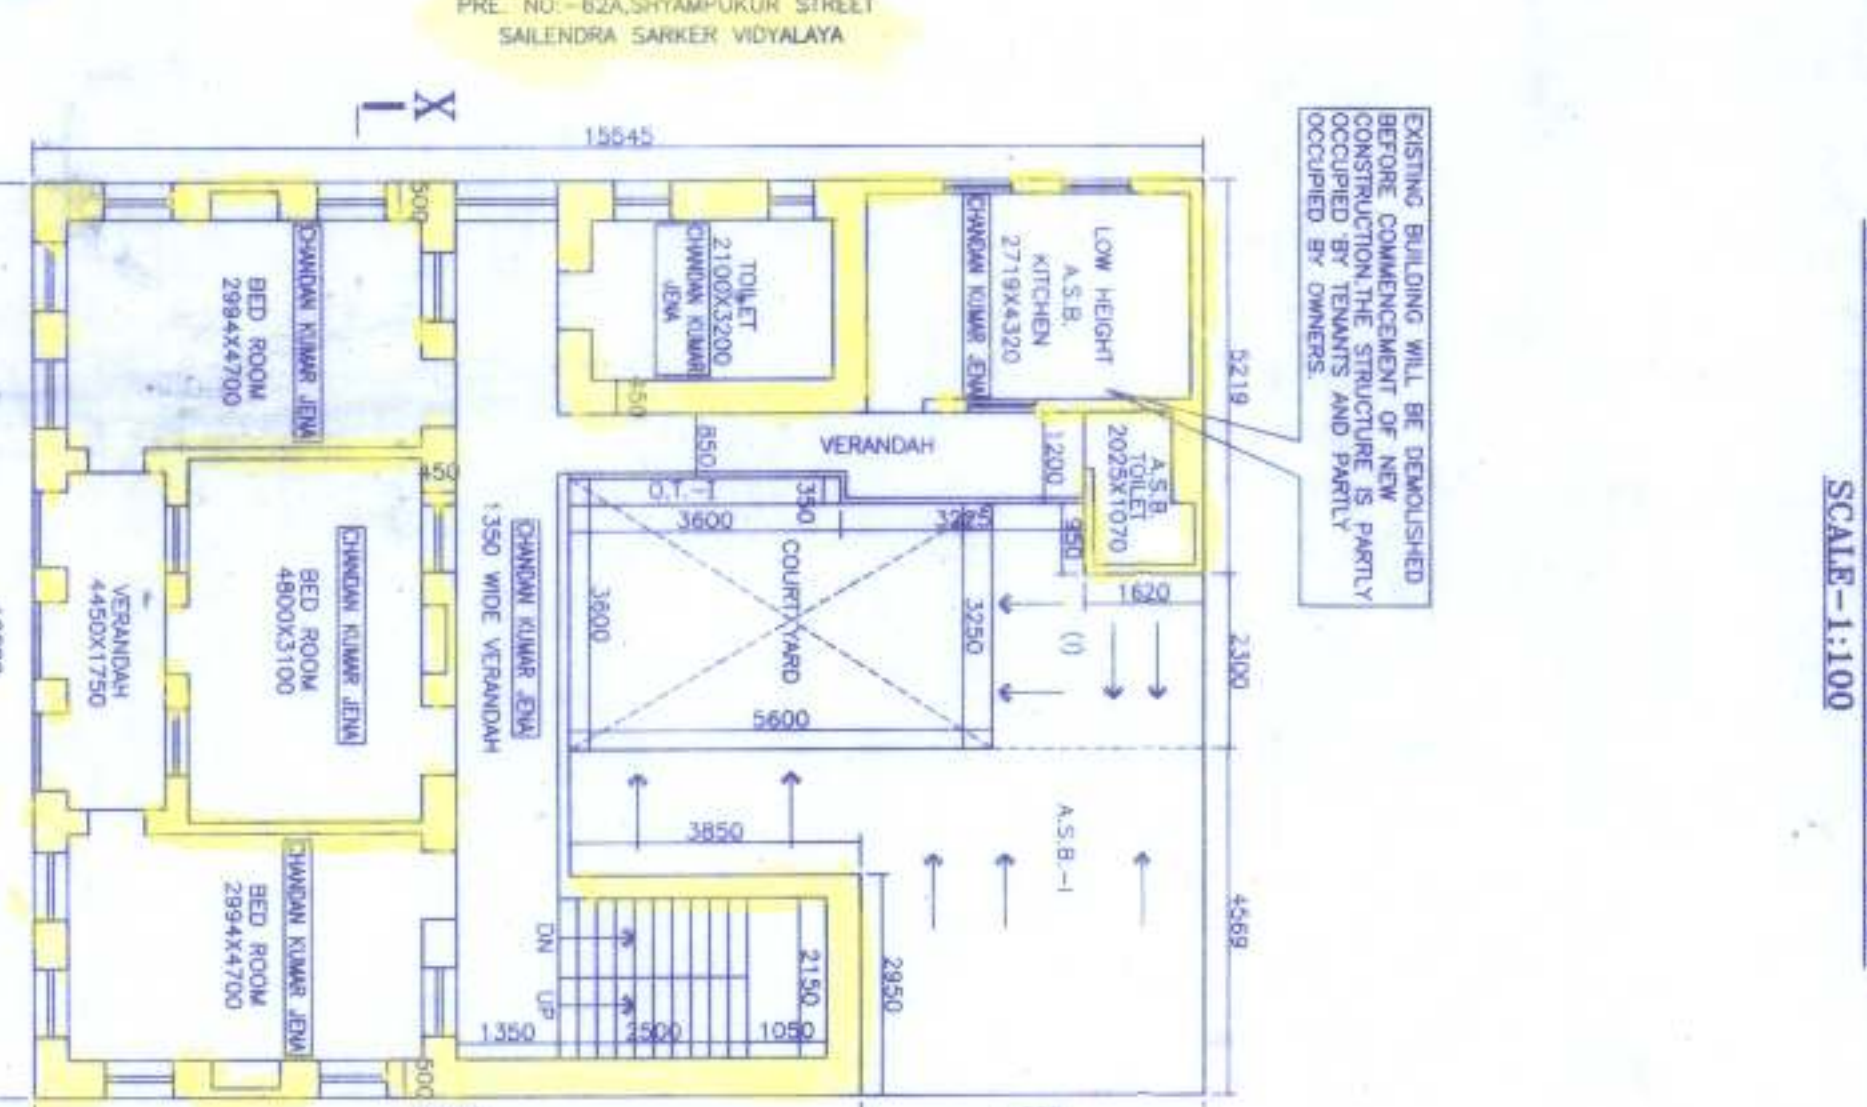 PRE. NO:-62A,SHYAMPUKUR STREET
SAILENDRA SARKER VIDYALAYA
X
15545
EXISTING BUILDING WILL BE DEMOLISHED
BEFORE COMMENCEMENT OF NEW
CONSTRUCTION.THE STRUCTURE IS PARTLY
OCCUPIED BY TENANTS AND PARTLY
OCCUPIED BY OWNERS.
SCALE-1:100
500
CHANDAN KUMAR JENA
BED ROOM
2994X4700
TOILET
2100X3200
CHANDAN KUMAR
JENA
LOW HEIGHT
A.S.B.
KITCHEN
2719X4320
CHANDAN KUMAR JENA
5219
450
850
VERANDAH
1200
A.S.B
TOILET
2025X1070
450
O.T.-1
350
3600
3225
950
1620
2300
CHANDAN KUMAR JENA
BED ROOM
4800X3100
VERANDAH
4450X1750
CHANDAN KUMAR JENA
1350 WIDE VERANDAH
3600
COURTYARD
3250
5600
(1)
3850
A.S.B.-1
4569
CHANDAN KUMAR JENA
BED ROOM
2994X4700
DN
UP
2150
2950
1350
2500
1050
500